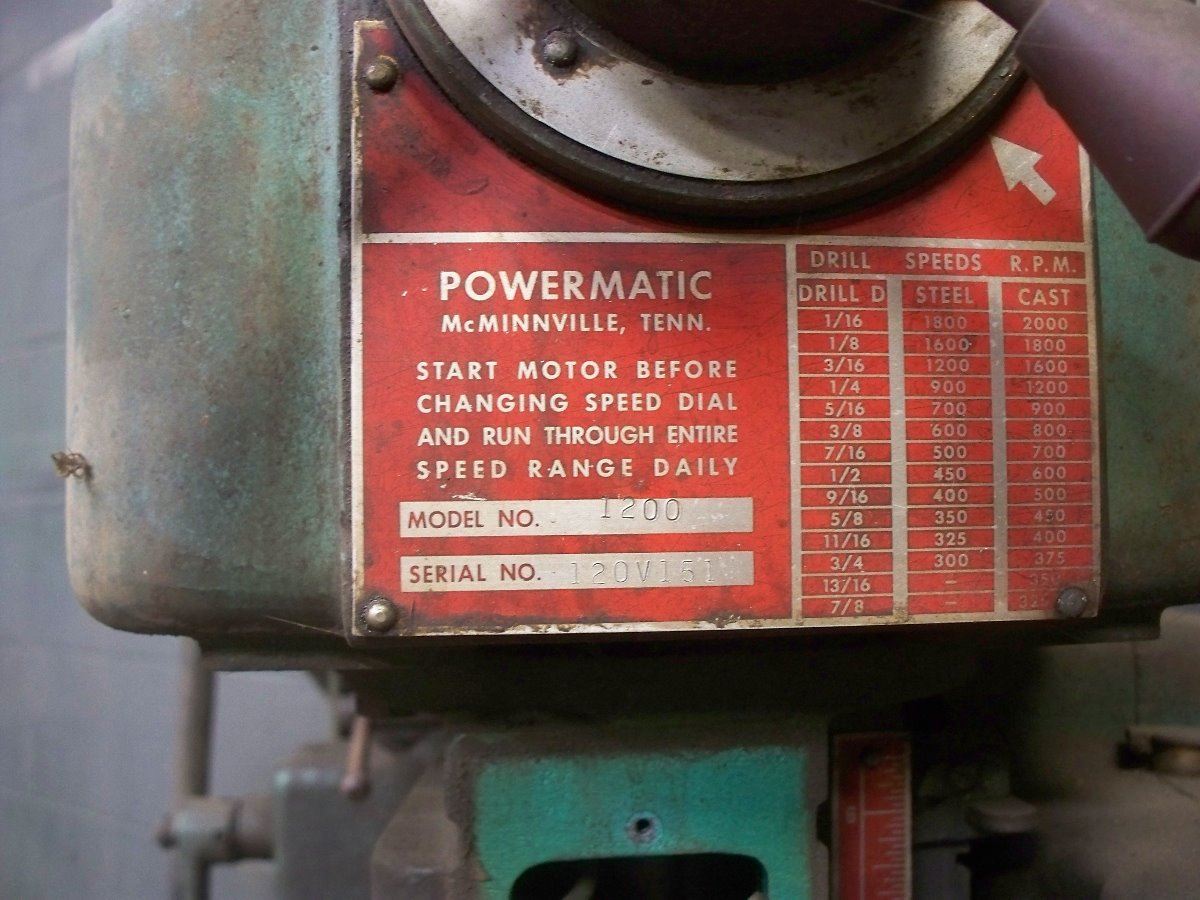 POWERMATIC
McMINNVILLE, TENN.
START MOTOR BEFORE
CHANGING SPEED DIAL
AND RUN THROUGH ENTIRE
SPEED RANGE DAILY
MODEL NO. 1200
SERIAL NO. 120V151
DRILL SPEEDS R.P.M.
DRILL D STEEL CAST
1/16 1800 2000
1/8 1600 1800
3/16 1200 1600
1/4 900 1200
5/16 700 900
3/8 600 800
7/16 500 700
1/2 450 600
9/16 400 500
5/8 350 450
11/16 325 400
3/4 300 375
13/16 – 350
7/8 –